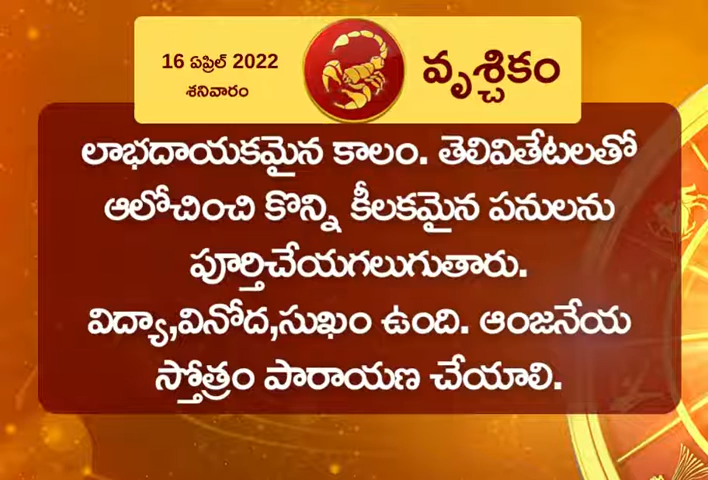 16 ఏప్రిల్ 2022
శనివారం
వృశ్చికం
లాభదాయకమైన కాలం. తెలివితేటలతో
ఆలోచించి కొన్ని కీలకమైన పనులను
పూర్తిచేయగలుగుతారు.
విద్యా,వినోద,సుఖం ఉంది. ఆంజనేయ
స్తోత్రం పారాయణ చేయాలి.